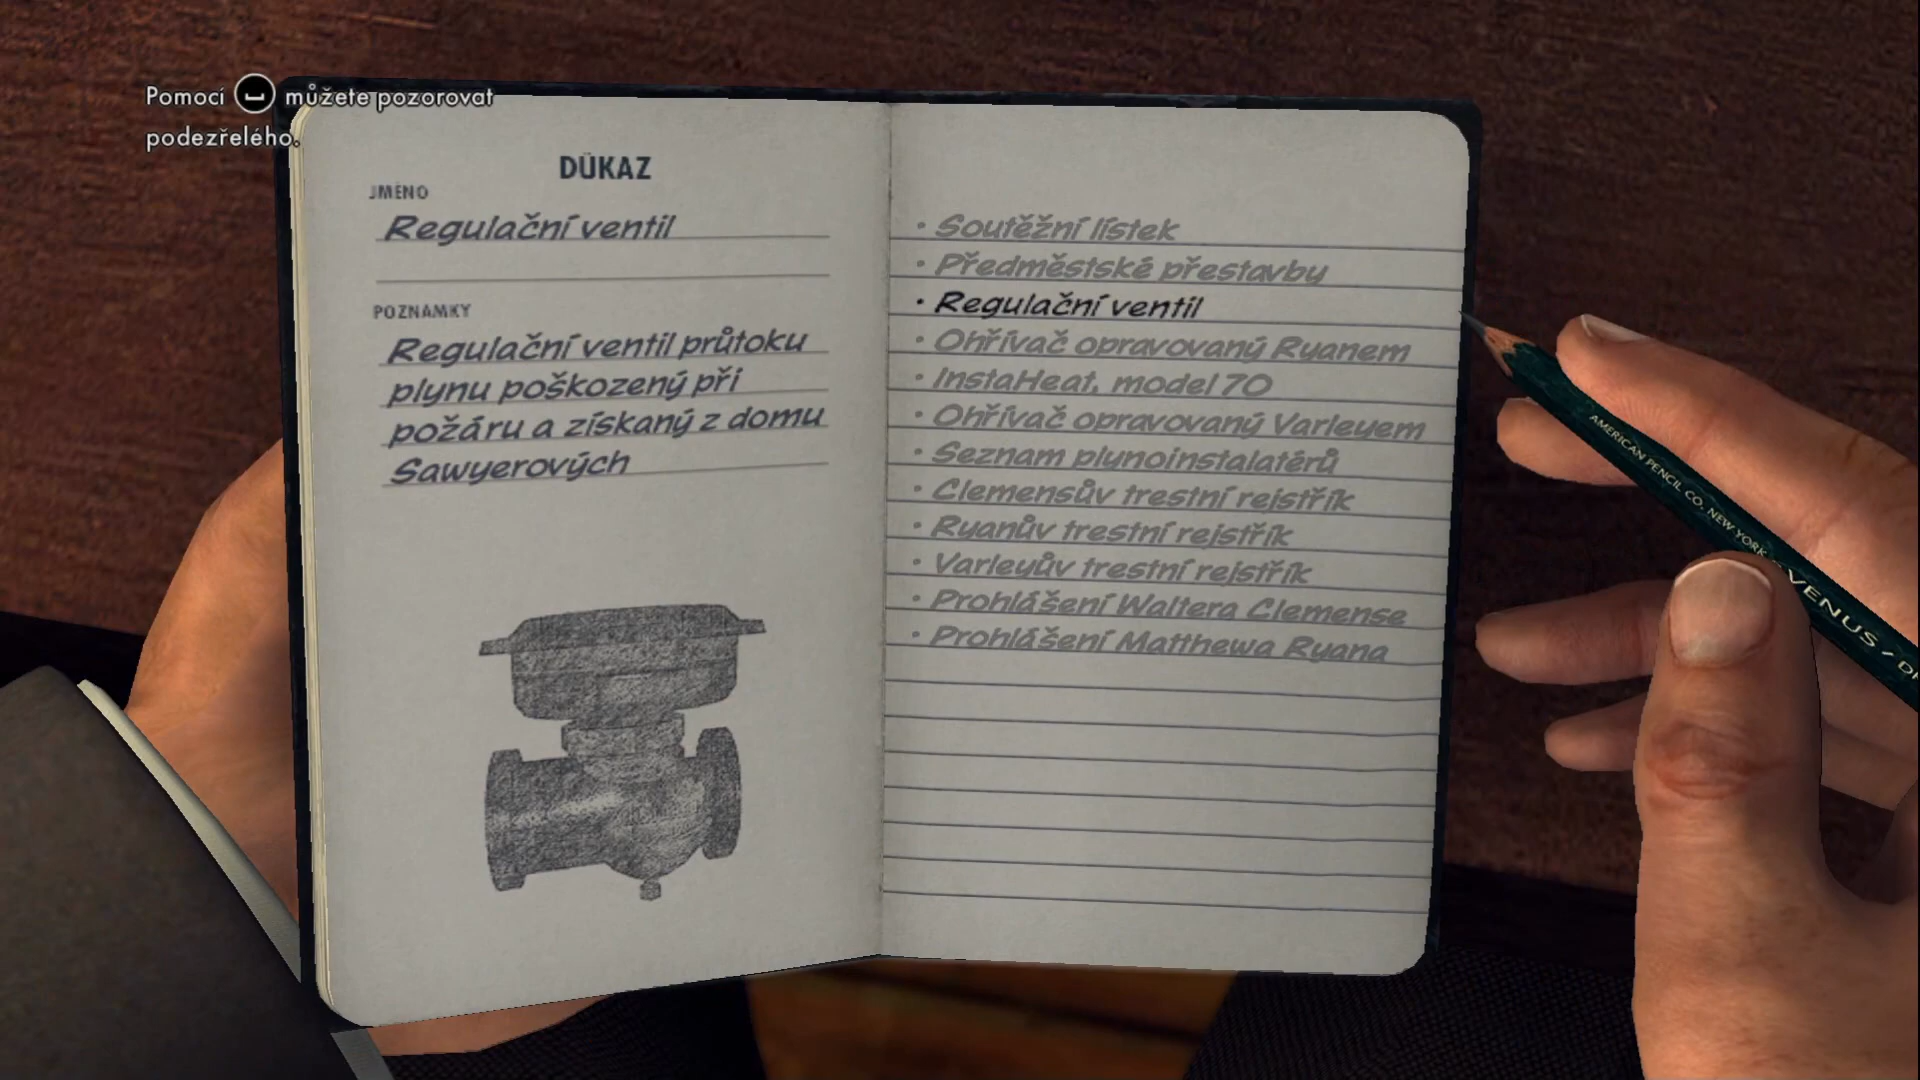 Pomocí můžete pozorovat
podezřelého.
DŮKAZ
JMÉNO
Regulační ventil
POZNÁMKY
Regulační ventil průtoku
plynu poškozený při
požáru a získaný z domu
Sawyerových
• Soutěžní lístek
• Předměstské přestavby
• Regulační ventil
• Ohřívač opravovaný Ryanem
• InstaHeat, model 70
• Ohřívač opravovaný Varleyem
• Seznam plynoinstalatérů
• Clemensův trestní rejstřík
• Ryanův trestní rejstřík
• Varleyův trestní rejstřík
• Prohlášení Waltera Clemense
• Prohlášení Matthewa Ryana
AMERICAN PENCIL CO. NEW YORK VENUS / DR